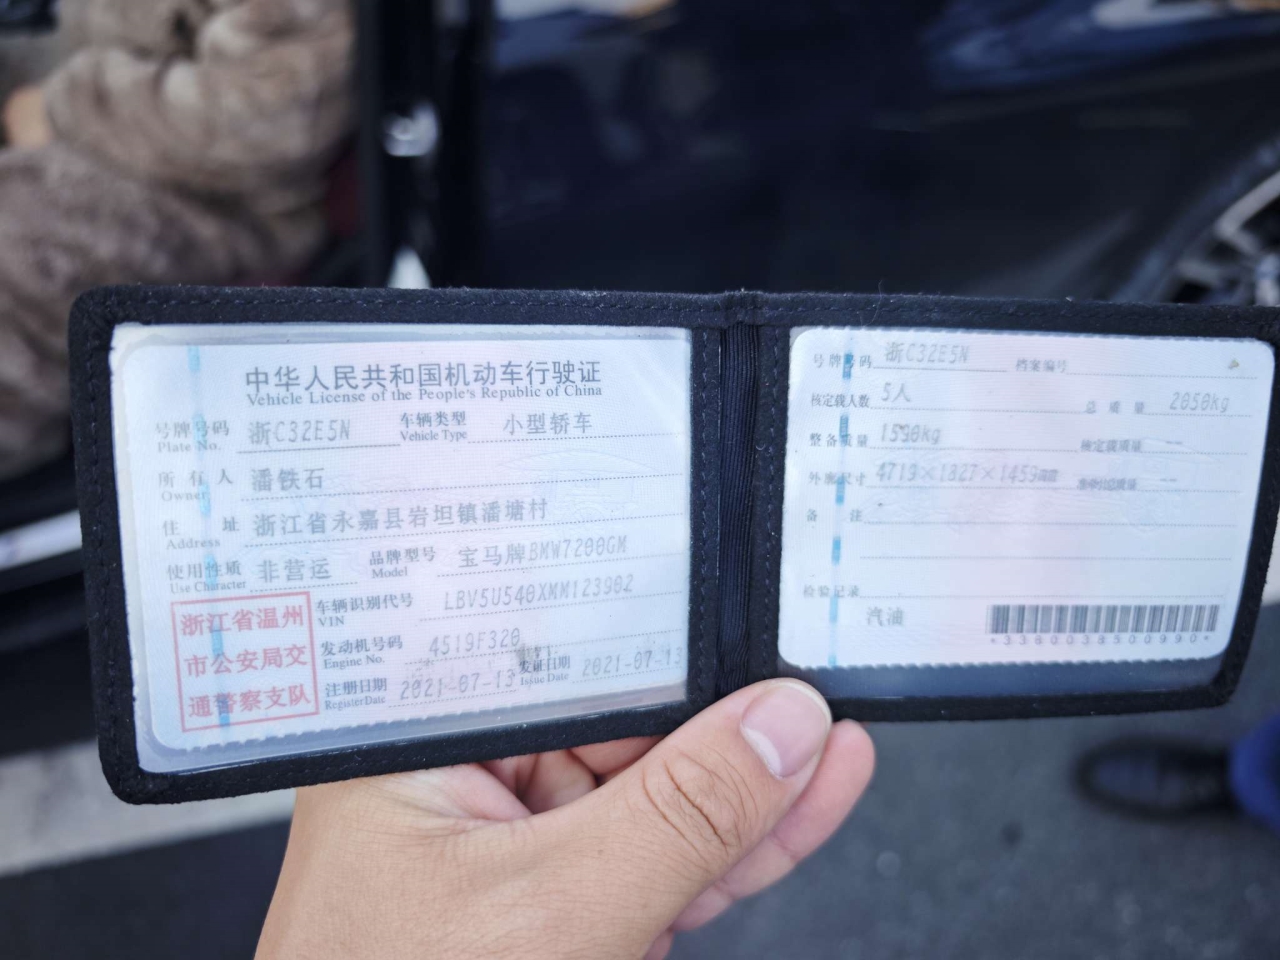 中华人民共和国机动车行驶证
Vehicle License of the People's Republic of China
号牌号码 浙C32E5N 车辆类型 小型轿车
Plate No. Vehicle Type
所有人 潘铁石
Owner
住址 浙江省永嘉县岩坦镇潘塘村
Address
使用性质 非营运 品牌型号 宝马牌BMW7200GM
Use Character Model
浙江省温州
市公安局交
通警察支队
车辆识别代号 LBV5U540XMM123902
VIN
发动机号码 4519F320
Engine No.
注册日期 2021-07-13 发证日期 2021-07-13
Register Date Issue Date
号牌号码 浙C32E5N 档案编号
核定载人数 5人 总质量 2050kg
整备质量 1590kg 核定载质量 --
外廓尺寸 4719×1827×1459mm --
备注
检验记录
汽油
*3380038500990*